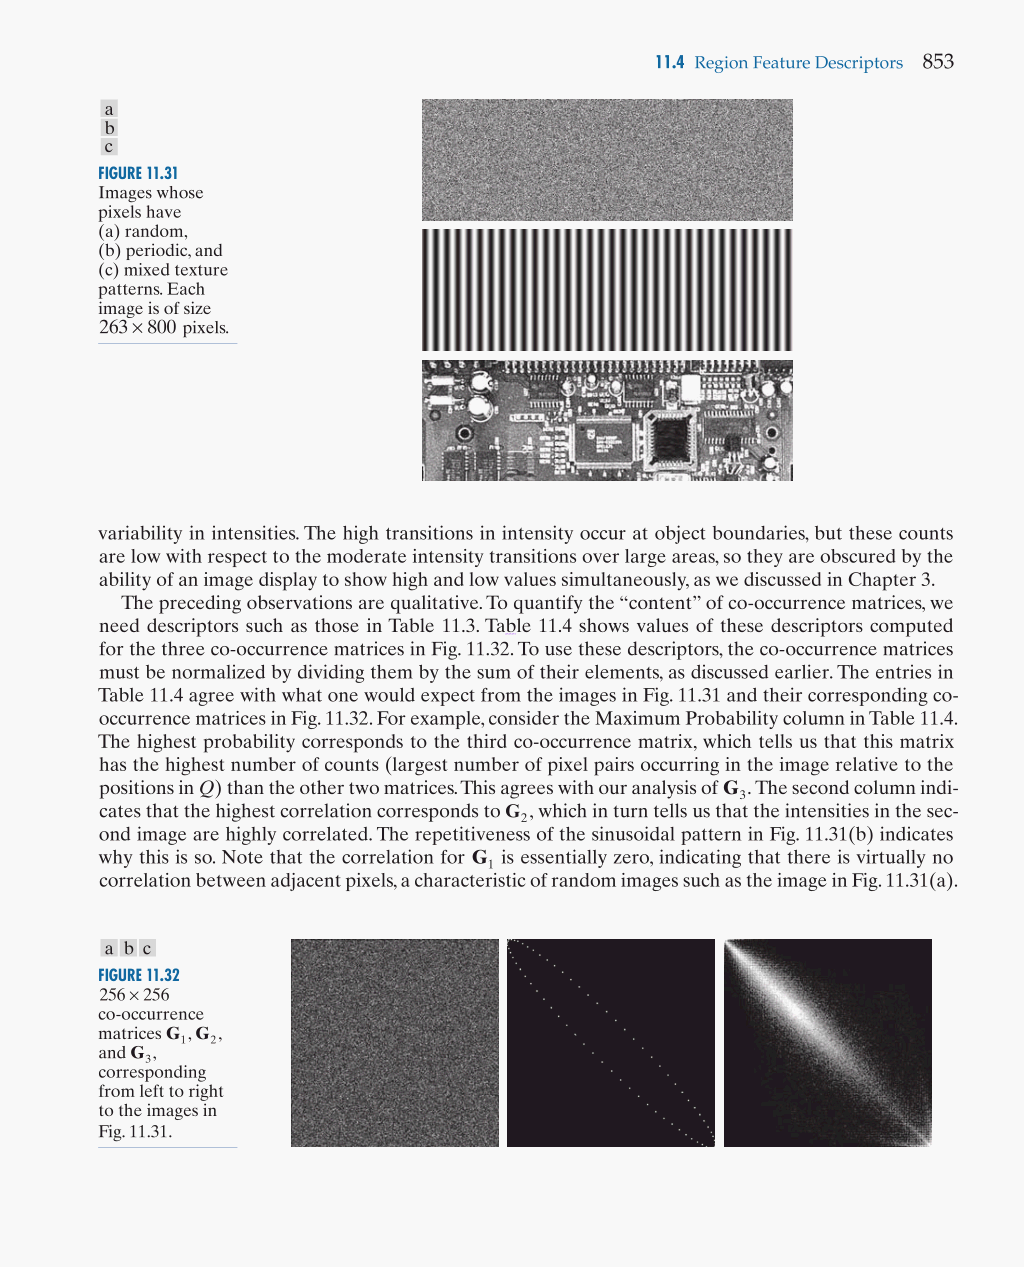 11.4 Region Feature Descriptors 853
a
b
c
FIGURE 11.31
Images whose
pixels have
(a) random,
(b) periodic, and
(c) mixed texture
patterns. Each
image is of size
263 × 800 pixels.
variability in intensities. The high transitions in intensity occur at object boundaries, but these counts
are low with respect to the moderate intensity transitions over large areas, so they are obscured by the
ability of an image display to show high and low values simultaneously, as we discussed in Chapter 3.
The preceding observations are qualitative. To quantify the “content” of co-occurrence matrices, we
need descriptors such as those in Table 11.3. Table 11.4 shows values of these descriptors computed
for the three co-occurrence matrices in Fig. 11.32. To use these descriptors, the co-occurrence matrices
must be normalized by dividing them by the sum of their elements, as discussed earlier. The entries in
Table 11.4 agree with what one would expect from the images in Fig. 11.31 and their corresponding co-
occurrence matrices in Fig. 11.32. For example, consider the Maximum Probability column in Table 11.4.
The highest probability corresponds to the third co-occurrence matrix, which tells us that this matrix
has the highest number of counts (largest number of pixel pairs occurring in the image relative to the
positions in Q) than the other two matrices. This agrees with our analysis of G₃. The second column indi-
cates that the highest correlation corresponds to G₂, which in turn tells us that the intensities in the sec-
ond image are highly correlated. The repetitiveness of the sinusoidal pattern in Fig. 11.31(b) indicates
why this is so. Note that the correlation for G₁ is essentially zero, indicating that there is virtually no
correlation between adjacent pixels, a characteristic of random images such as the image in Fig. 11.31(a).
a b c
FIGURE 11.32
256 × 256
co-occurrence
matrices G₁, G₂,
and G₃,
corresponding
from left to right
to the images in
Fig. 11.31.